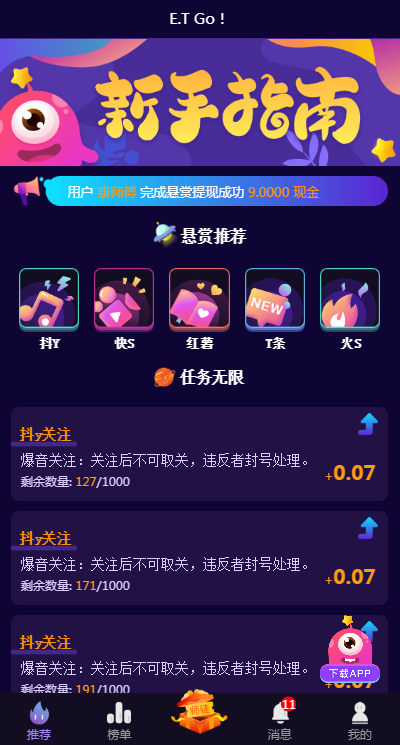 E.T Go !
新手指南
用户 康师傅 完成悬赏提现成功 9.0000 现金
悬赏推荐
NEW
抖Y 快S 红薯 T条 火S
任务无限
抖y关注
爆音关注：关注后不可取关，违反者封号处理。
剩余数量: 127/1000
+0.07
抖y关注
爆音关注：关注后不可取关，违反者封号处理。
剩余数量: 171/1000
+0.07
抖y关注
爆音关注：关注后不可取关，违反者封号处理。
剩余数量: 191/1000
+0.07
下载APP
师徒
11
推荐 榜单 消息 我的